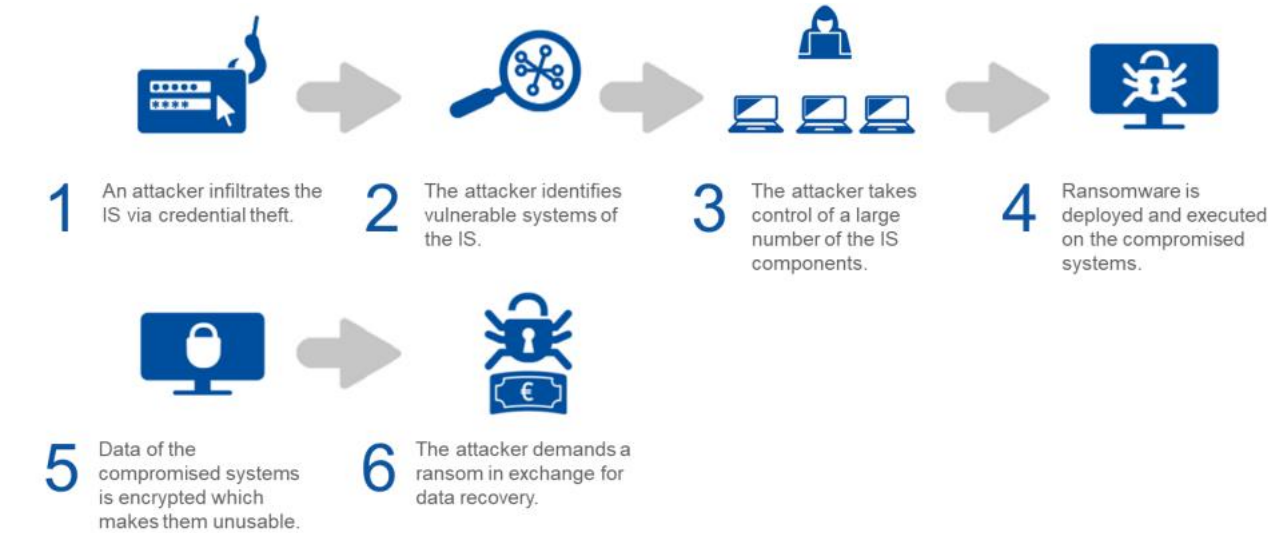 1
An attacker infiltrates the
IS via credential theft.
2
The attacker identifies
vulnerable systems of
the IS.
3
The attacker takes
control of a large
number of the IS
components.
4
Ransomware is
deployed and executed
on the compromised
systems.
€
5
Data of the
compromised systems
is encrypted which
makes them unusable.
6
The attacker demands a
ransom in exchange for
data recovery.